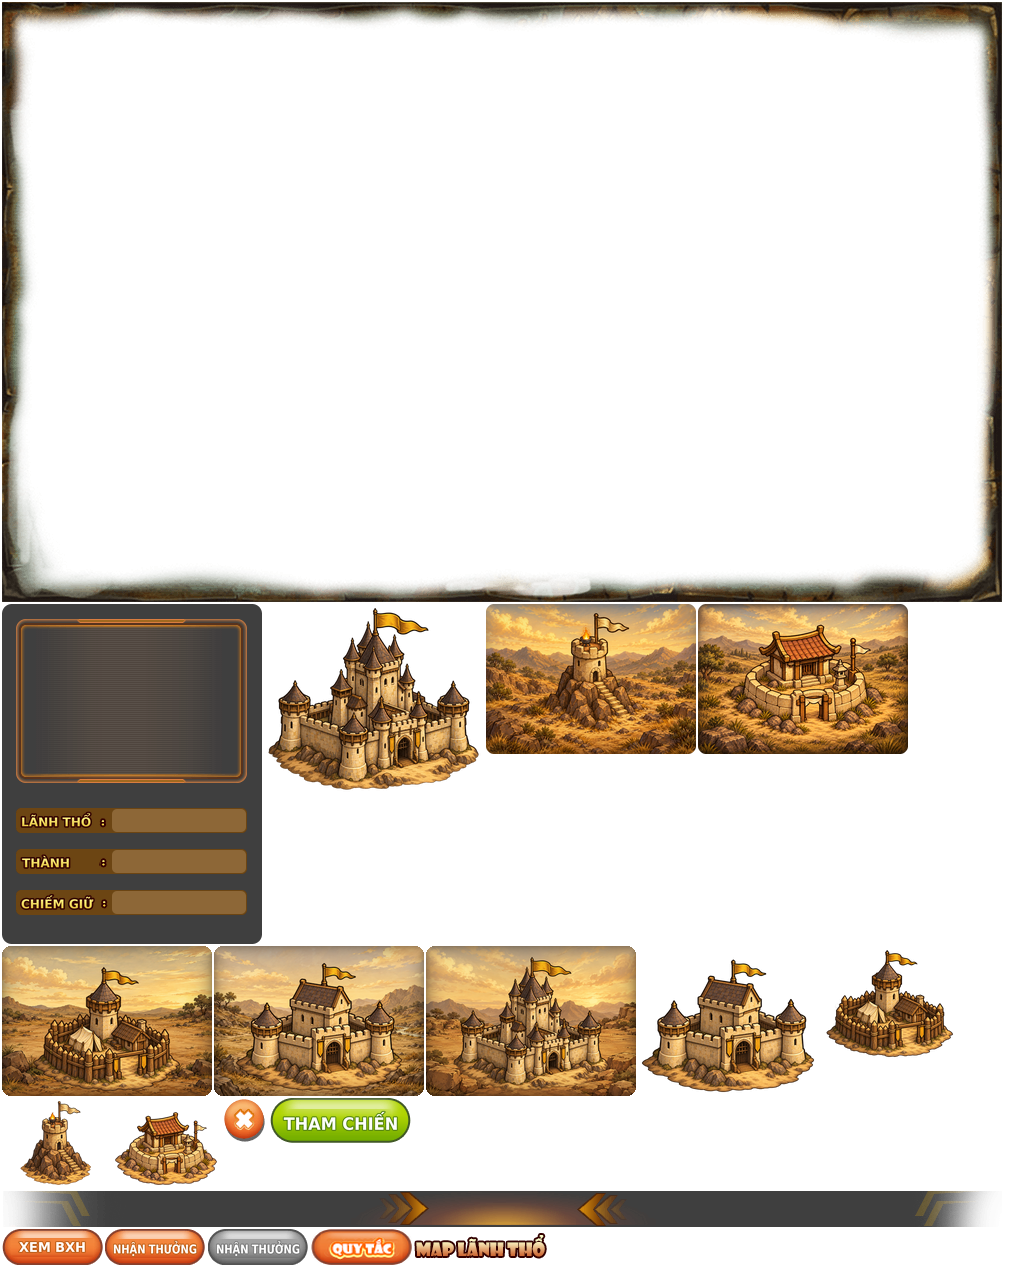 LÃNH THỔ :
THÀNH :
CHIẾM GIỮ :
THAM CHIẾN
XEM BXH
NHẬN THƯỞNG
NHẬN THƯỞNG
QUY TẮC
MAP LÃNH THỔ